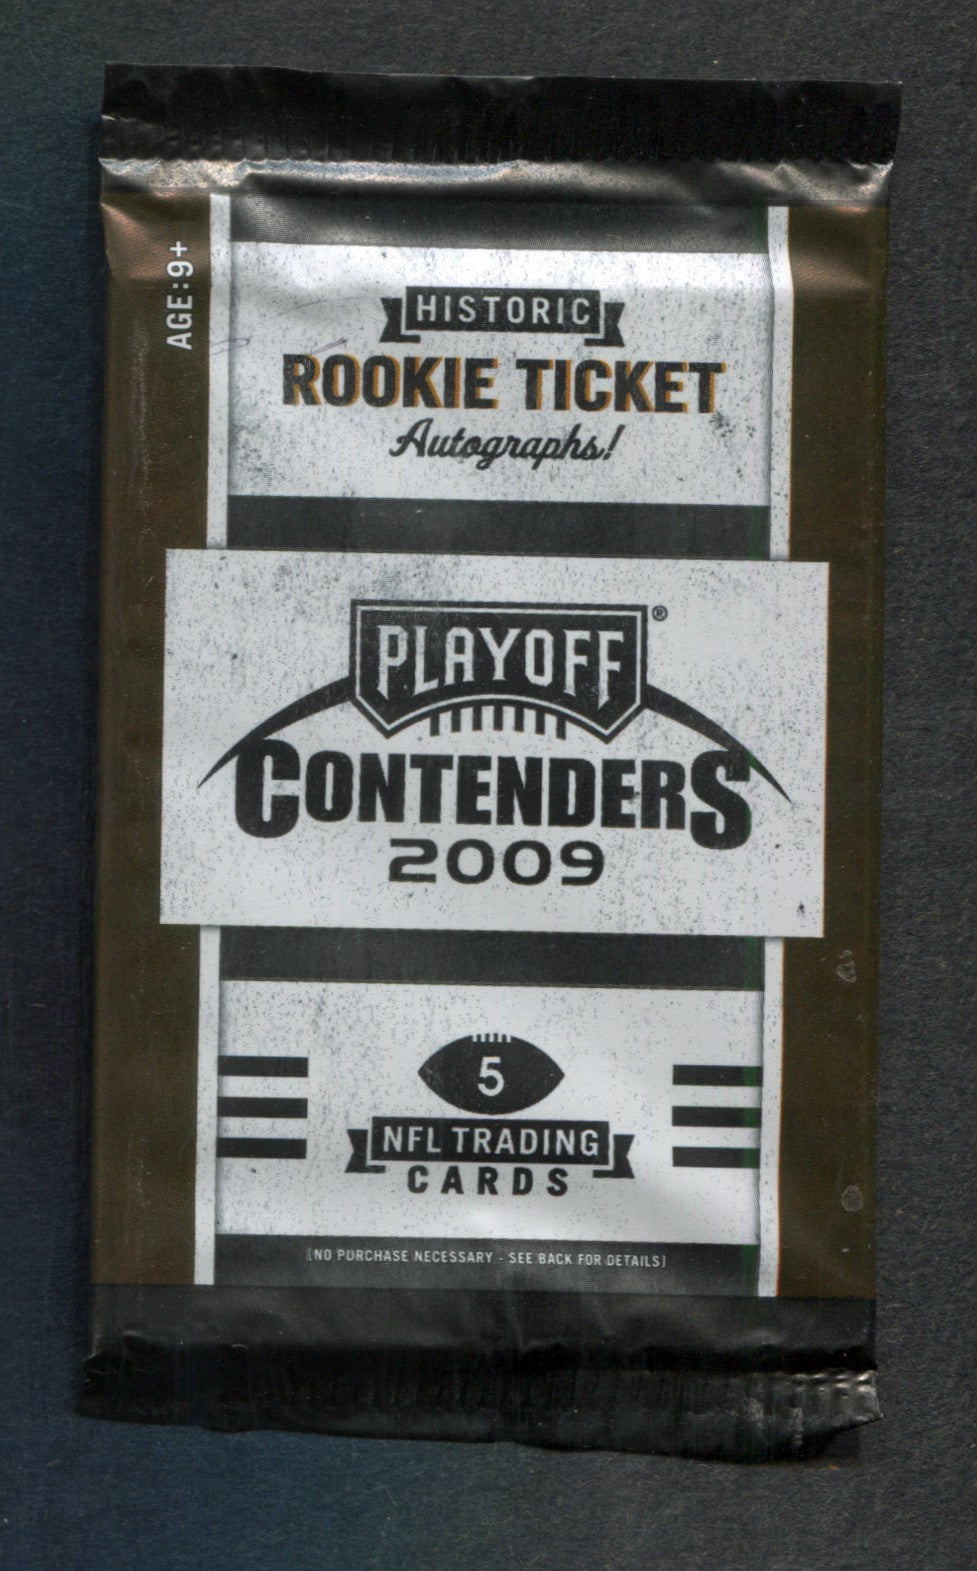 AGE:9+
HISTORIC
ROOKIE TICKET
Autographs!
PLAYOFF®
CONTENDERS
2009
5
NFL TRADING
CARDS
[NO PURCHASE NECESSARY - SEE BACK FOR DETAILS]